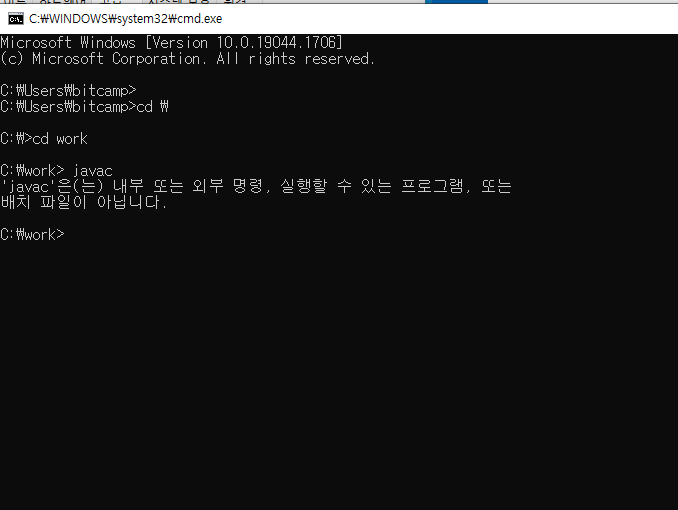 C:₩WINDOWS₩system32₩cmd.exe
Microsoft Windows [Version 10.0.19044.1706]
(c) Microsoft Corporation. All rights reserved.
C:₩Users₩bitcamp>
C:₩Users₩bitcamp>cd ₩
C:₩>cd work
C:₩work> javac
'javac'은(는) 내부 또는 외부 명령, 실행할 수 있는 프로그램, 또는
배치 파일이 아닙니다.
C:₩work>